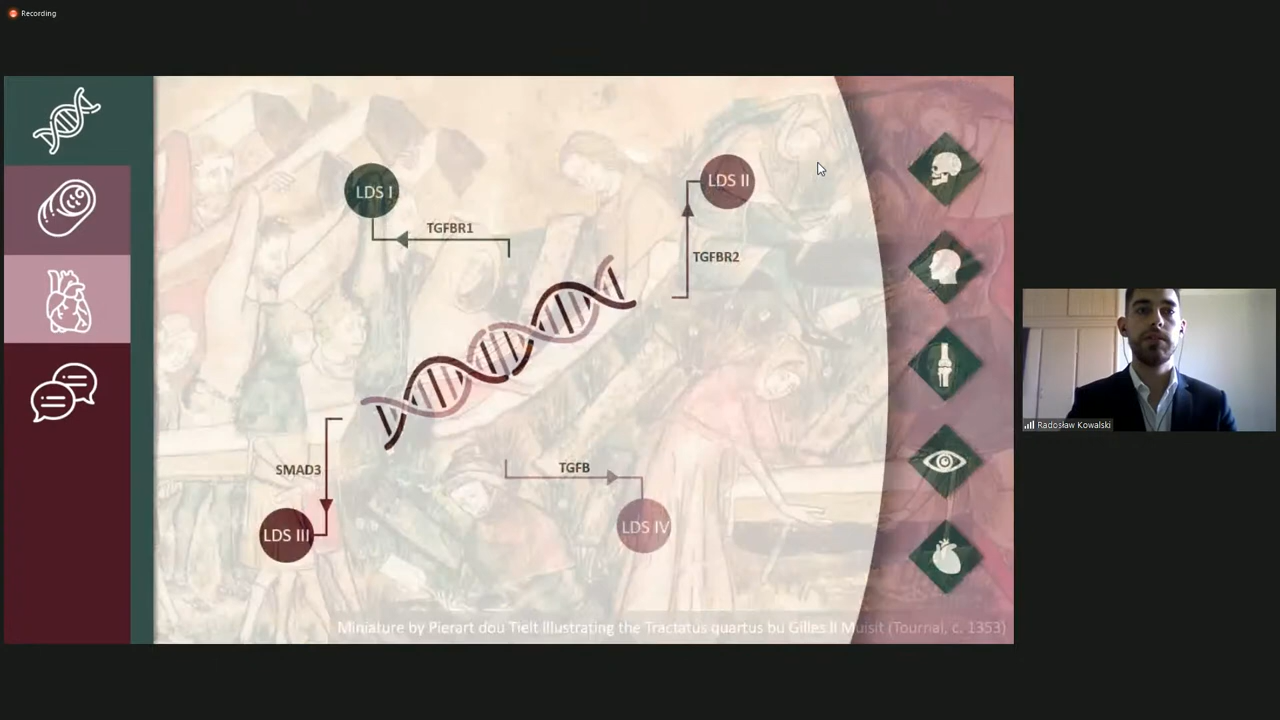 Recording
LDS I
TGFBR1
LDS II
TGFBR2
SMAD3
LDS III
TGFB
LDS IV
Miniature by Pierart dou Tielt illustrating the Tractatus quartus bu Gilles li Muisit (Tournai, c. 1353)
Radosław Kowalski